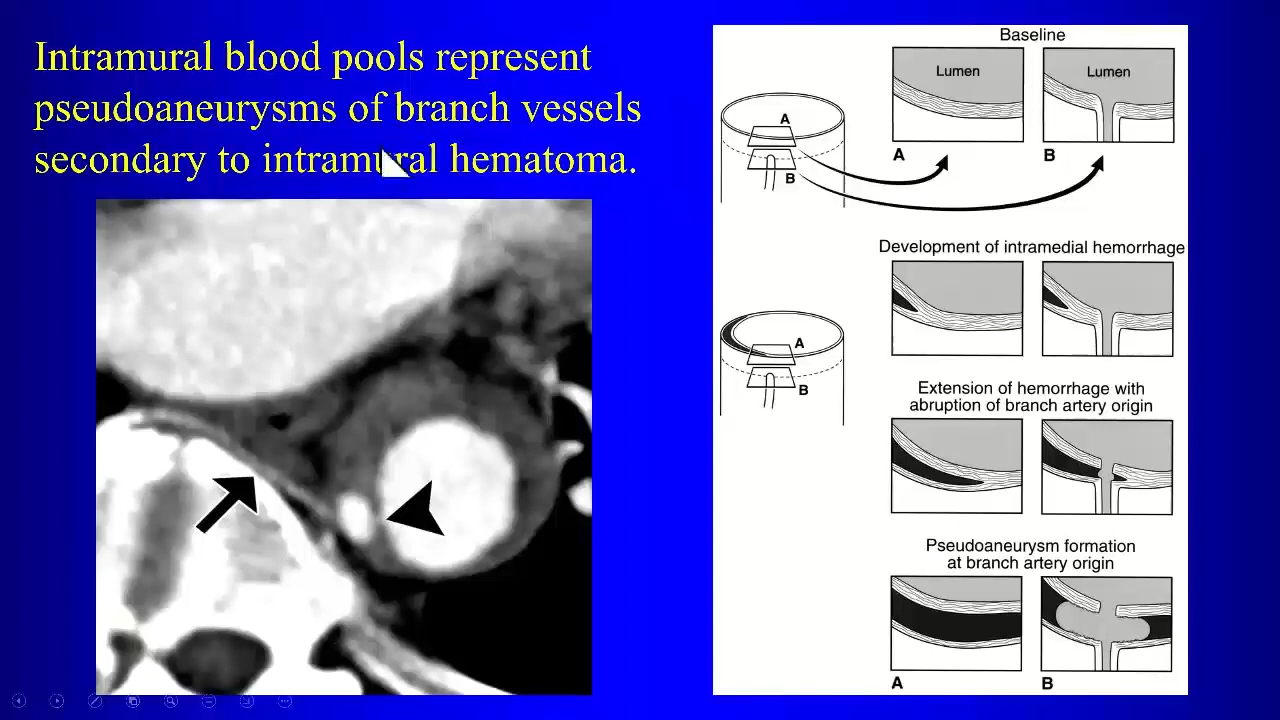 Intramural blood pools represent
pseudoaneurysms of branch vessels
secondary to intramural hematoma.
Baseline
Lumen
Lumen
A
B
A
B
Development of intramedial hemorrhage
A
B
Extension of hemorrhage with
abruption of branch artery origin
Pseudoaneurysm formation
at branch artery origin
A
B